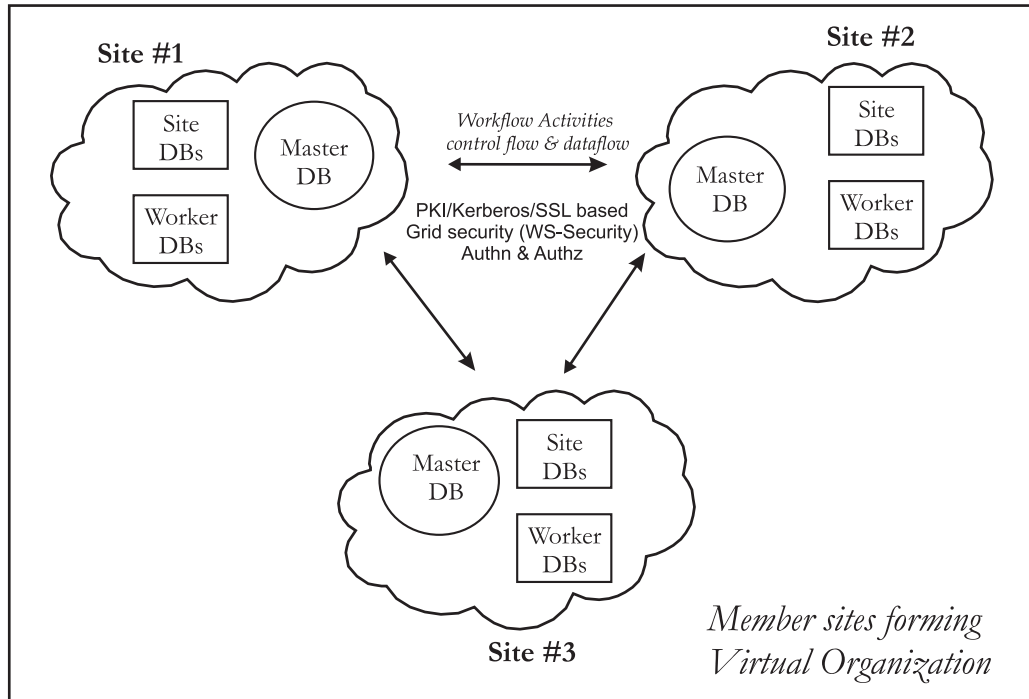 Site #1
Site #2
Site
DBs
Master
DB
Worker
DBs
Workflow Activities
control flow & dataflow
PKI/Kerberos/SSL based
Grid security (WS-Security)
Authn & Authz
Site
DBs
Master
DB
Worker
DBs
Master
DB
Site
DBs
Worker
DBs
Site #3
Member sites forming
Virtual Organization